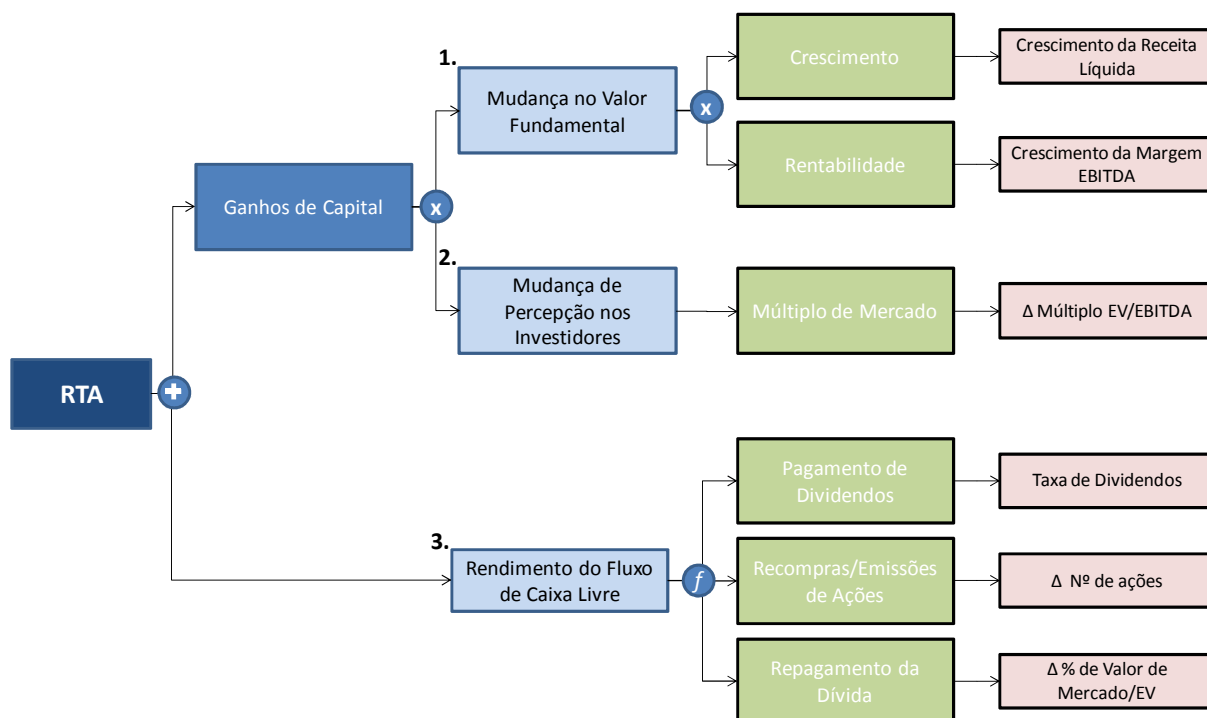 1.
Mudança no Valor
Fundamental
x
Crescimento
Crescimento da Receita
Líquida
Rentabilidade
Crescimento da Margem
EBITDA
Ganhos de Capital
x
2.
Mudança de
Percepção nos
Investidores
Múltiplo de Mercado
Δ Múltiplo EV/EBITDA
RTA
+
3.
Rendimento do Fluxo
de Caixa Livre
f
Pagamento de
Dividendos
Taxa de Dividendos
Recompras/Emissões
de Ações
Δ Nº de ações
Repagamento da
Dívida
Δ % de Valor de
Mercado/EV